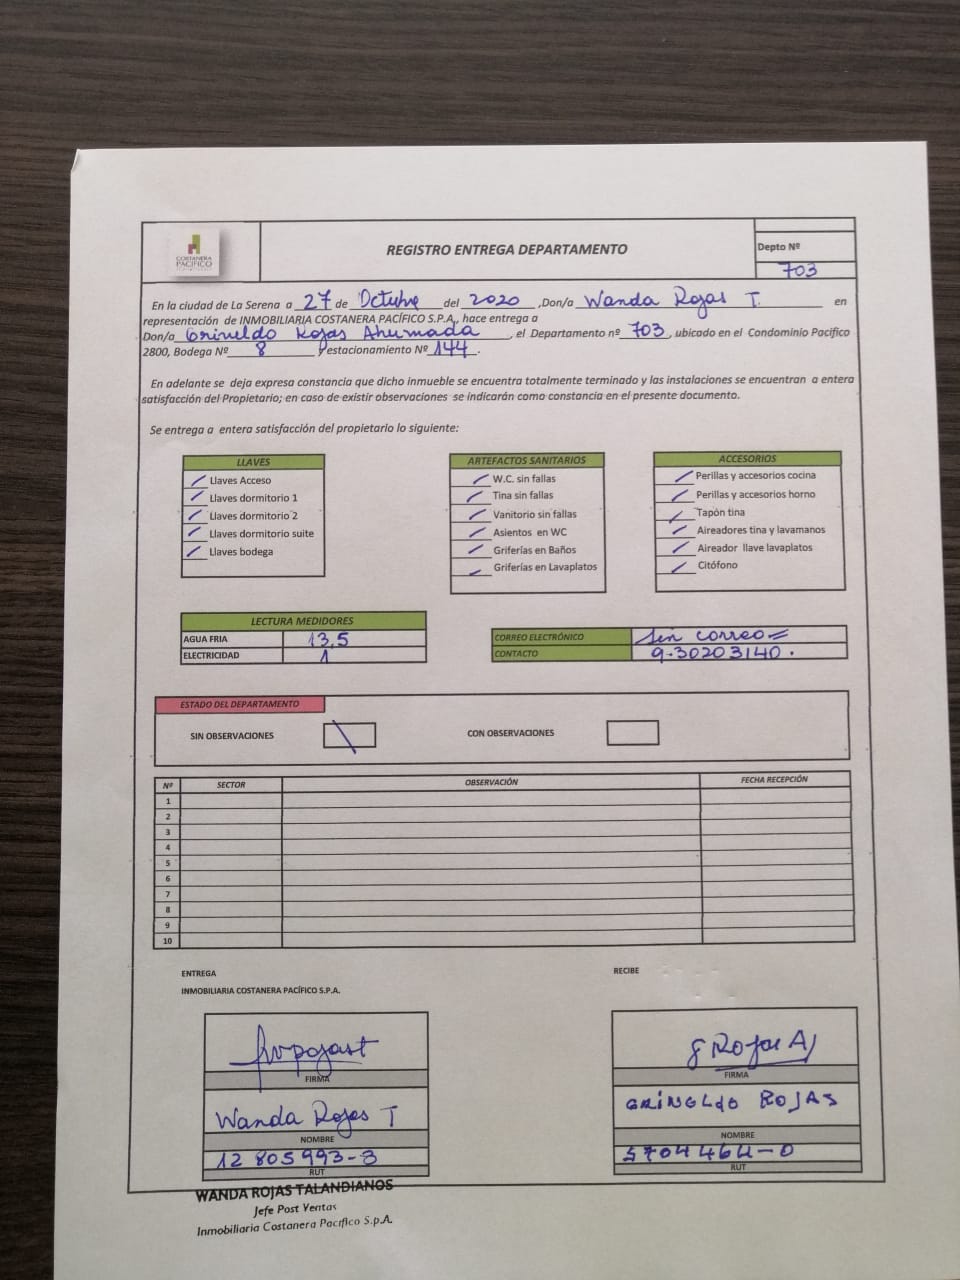 COSTANERA
PACIFICO
REGISTRO ENTREGA DEPARTAMENTO
Depto Nº
703
En la ciudad de La Serena a 27 de Octubre del 2020 ,Don/a Wanda Rojas T. en
representación de INMOBILIARIA COSTANERA PACÍFICO S.P.A,, hace entrega a
Don/a Grineldo Rojas Ahumada , el Departamento nº 703 , ubicado en el Condominio Pacifico
2800, Bodega Nº 8 y estacionamiento Nº 144 .
En adelante se deja expresa constancia que dicho inmueble se encuentra totalmente terminado y las instalaciones se encuentran a entera
satisfacción del Propietario; en caso de existir observaciones se indicarán como constancia en el presente documento.
Se entrega a entera satisfacción del propietario lo siguiente:
LLAVES
Llaves Acceso
Llaves dormitorio 1
Llaves dormitorio 2
Llaves dormitorio suite
Llaves bodega
ARTEFACTOS SANITARIOS
W.C. sin fallas
Tina sin fallas
Vanitorio sin fallas
Asientos en WC
Griferías en Baños
Griferías en Lavaplatos
ACCESORIOS
Perillas y accesorios cocina
Perillas y accesorios horno
Tapón tina
Aireadores tina y lavamanos
Aireador llave lavaplatos
Citófono
LECTURA MEDIDORES
AGUA FRIA 13,5
ELECTRICIDAD 1
CORREO ELECTRÓNICO Sin correo=
CONTACTO 9.30203140.
ESTADO DEL DEPARTAMENTO
SIN OBSERVACIONES CON OBSERVACIONES
Nº SECTOR OBSERVACIÓN FECHA RECEPCIÓN
1
2
3
4
5
6
7
8
9
10
ENTREGA
INMOBILIARIA COSTANERA PACÍFICO S.P.A.
FIRMA
Wanda Rojas T
NOMBRE
12 805993-3
RUT
WANDA ROJAS TALANDIANOS
Jefe Post Ventas
Inmobiliaria Costanera Pacifico S.p.A.
RECIBE
G Rojas A
FIRMA
GRINELdo ROJAS
NOMBRE
5704464-0
RUT